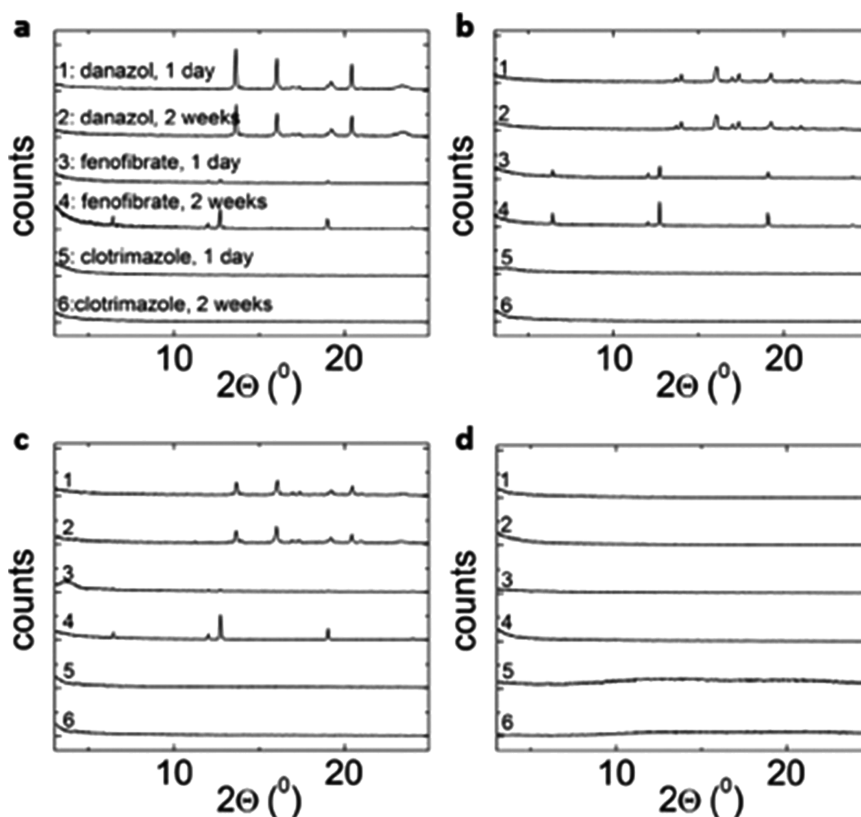 a
counts
1: danazol, 1 day
2: danazol, 2 weeks
3: fenofibrate, 1 day
4: fenofibrate, 2 weeks
5: clotrimazole, 1 day
6:clotrimazole, 2 weeks
10 20
2Θ (⁰)
b
counts
1
2
3
4
5
6
10 20
2Θ (⁰)
c
counts
1
2
3
4
5
6
10 20
2Θ (⁰)
d
counts
1
2
3
4
5
6
10 20
2Θ (⁰)